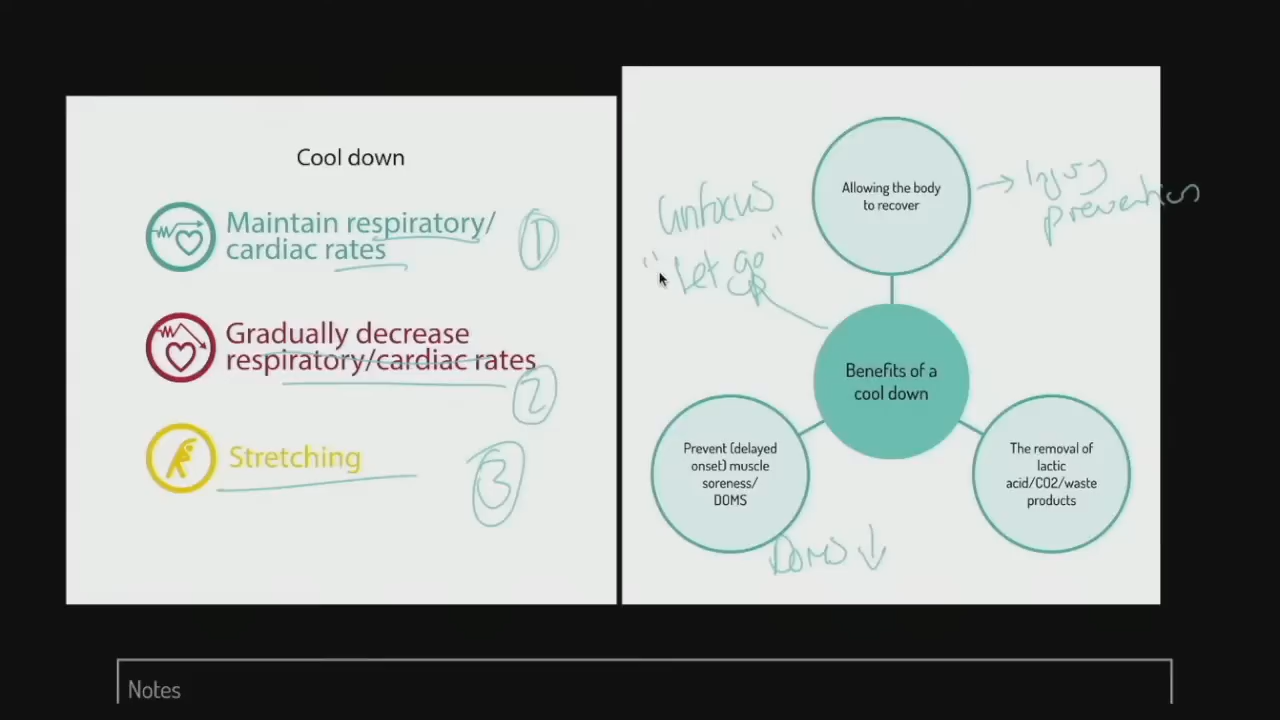 Cool down
Maintain respiratory/
cardiac rates
1
Gradually decrease
respiratory/cardiac rates
2
Stretching
3
Allowing the body
to recover
→ Injury
prevention
Unfocus
"Let go"
Benefits of a
cool down
Prevent (delayed
onset) muscle
soreness/
DOMS
The removal of
lactic
acid/CO2/waste
products
DOMS ↓
Notes